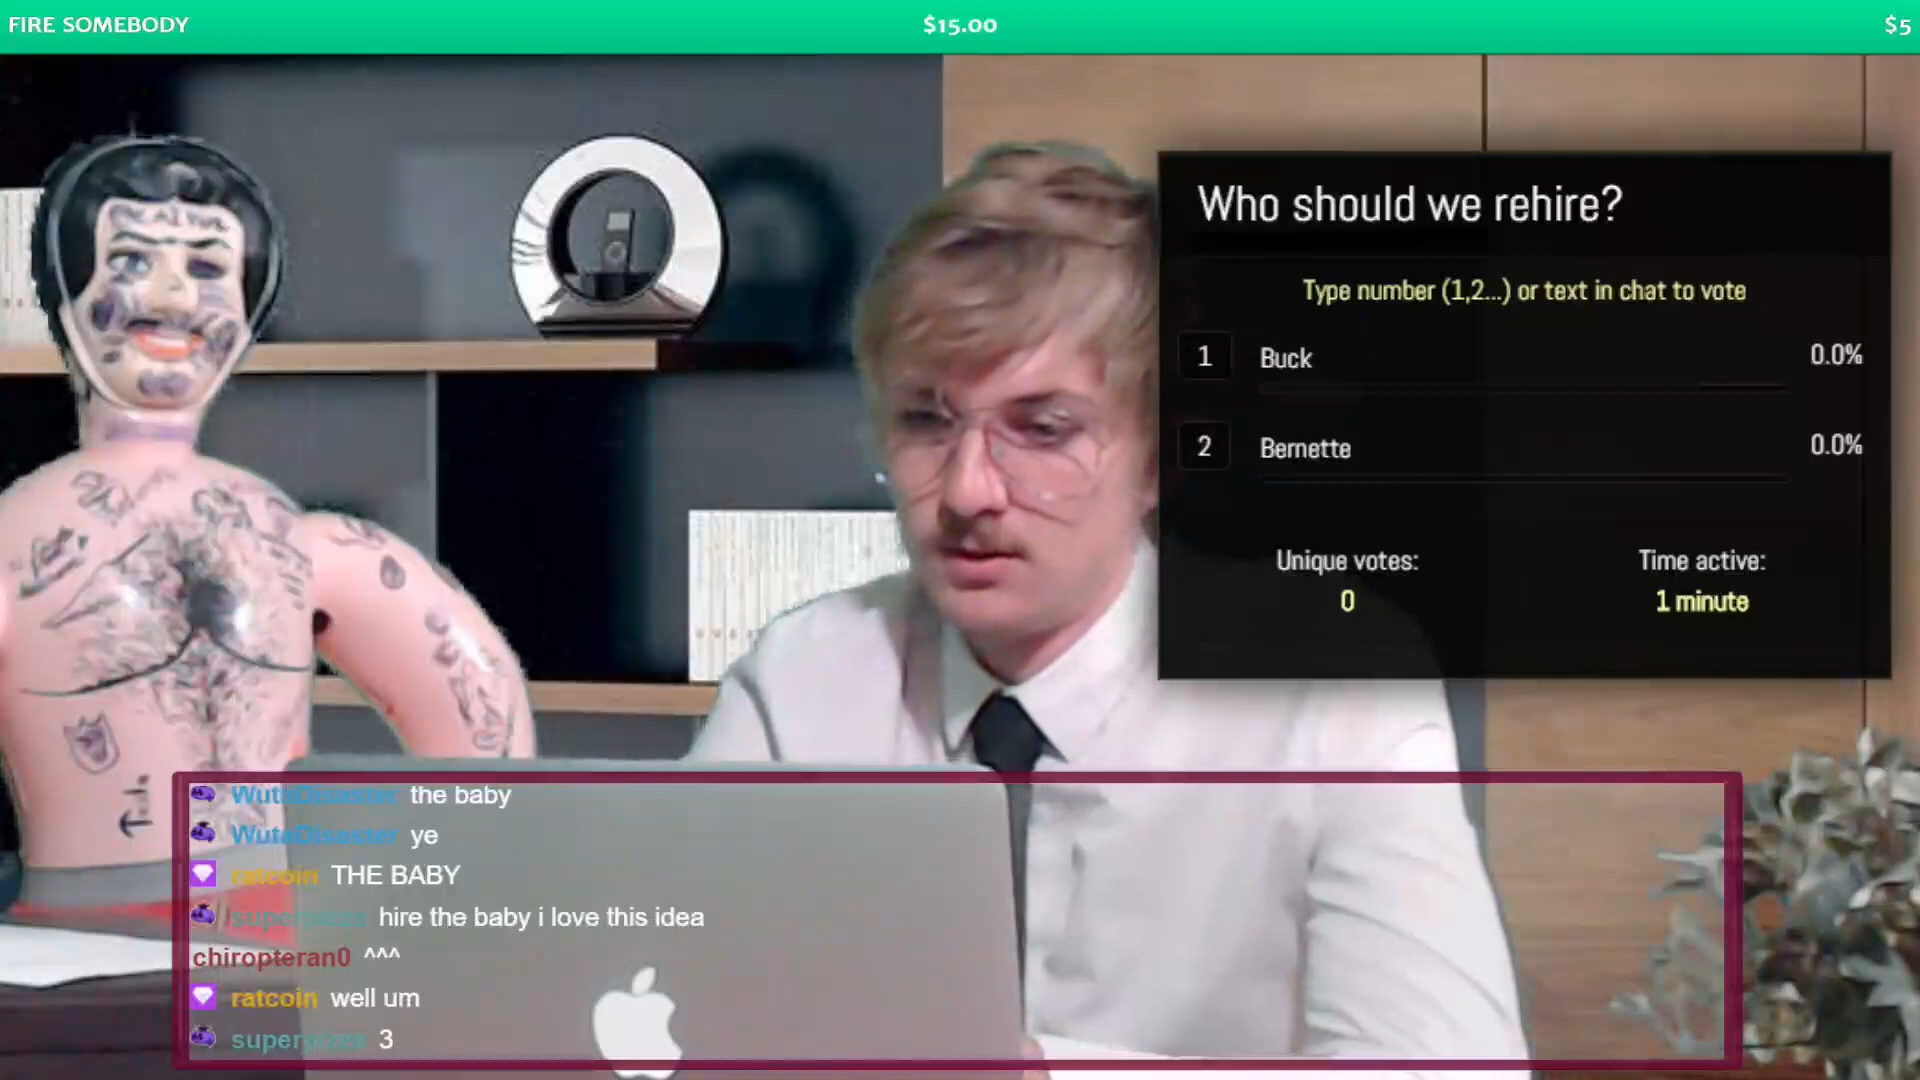 FIRE SOMEBODY $15.00 $5
Who should we rehire?
Type number (1,2...) or text in chat to vote
1 Buck 0.0%
2 Bernette 0.0%
Unique votes: Time active:
0 1 minute
WutaDisaster the baby
WutaDisaster ye
ratcoin THE BABY
hire the baby i love this idea
chiropteran0 ^^^
ratcoin well um
3